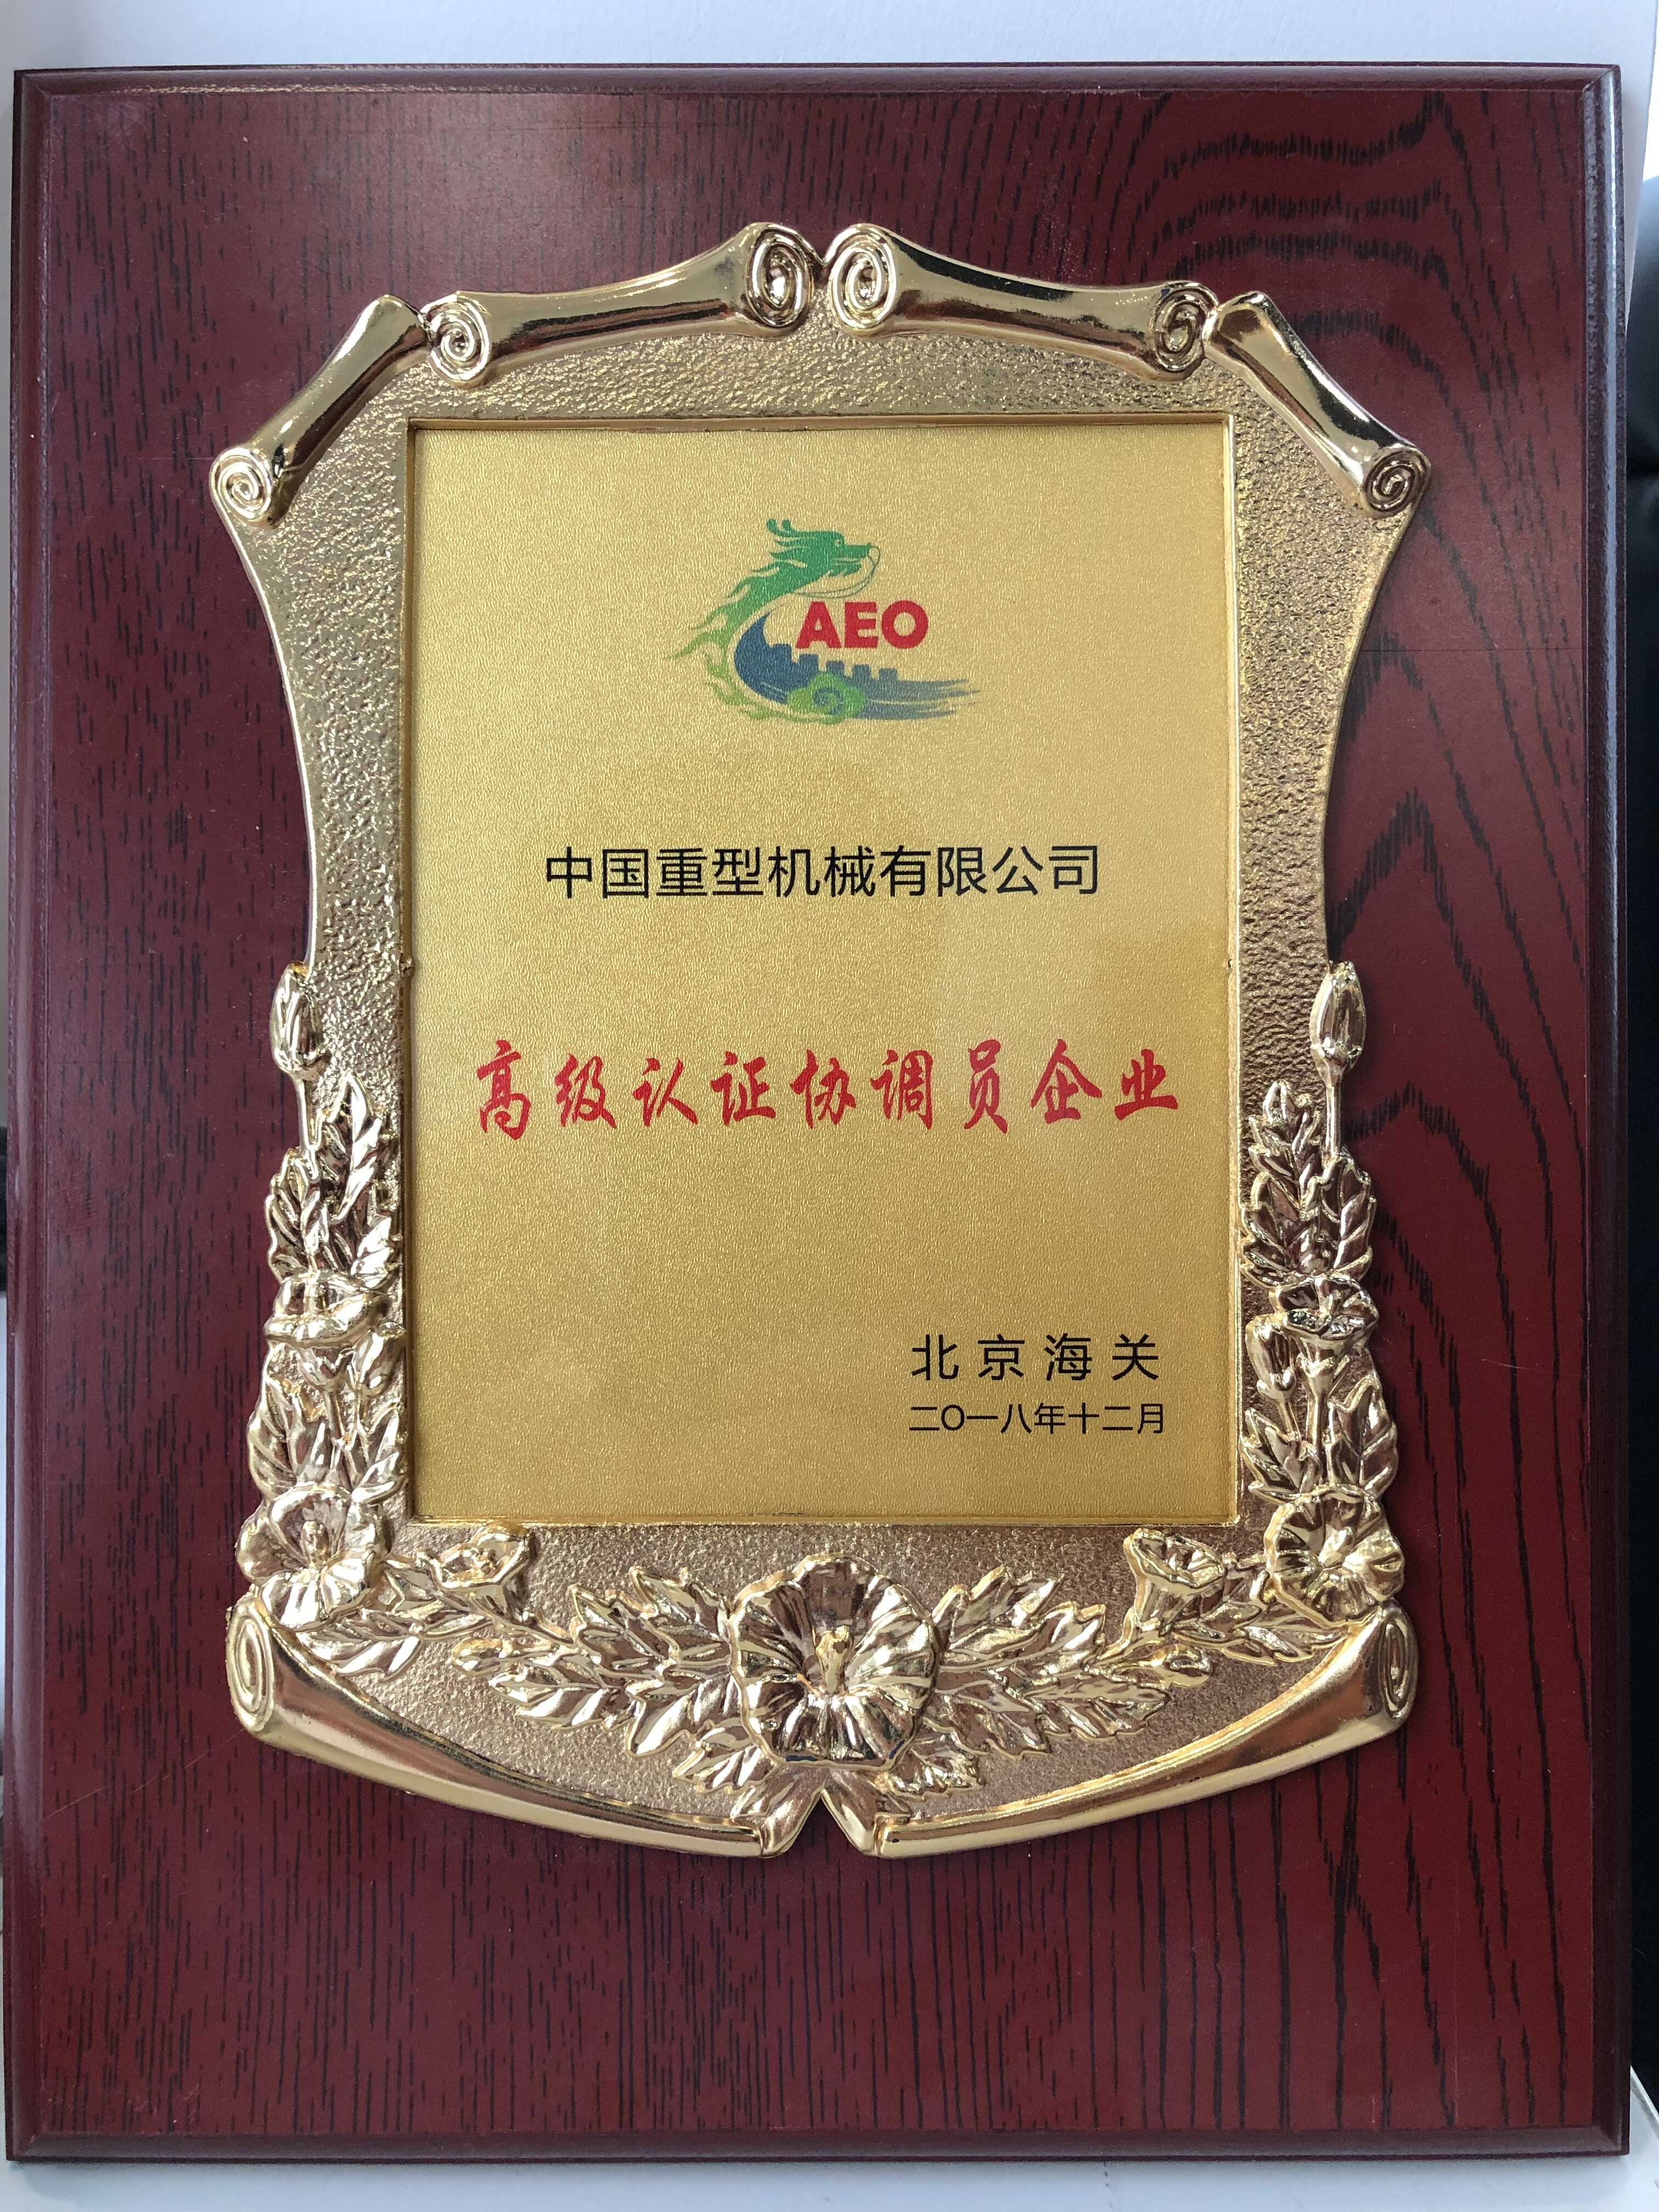 AEO
中国重型机械有限公司
高级认证协调员企业
北京海关
二〇一八年十二月